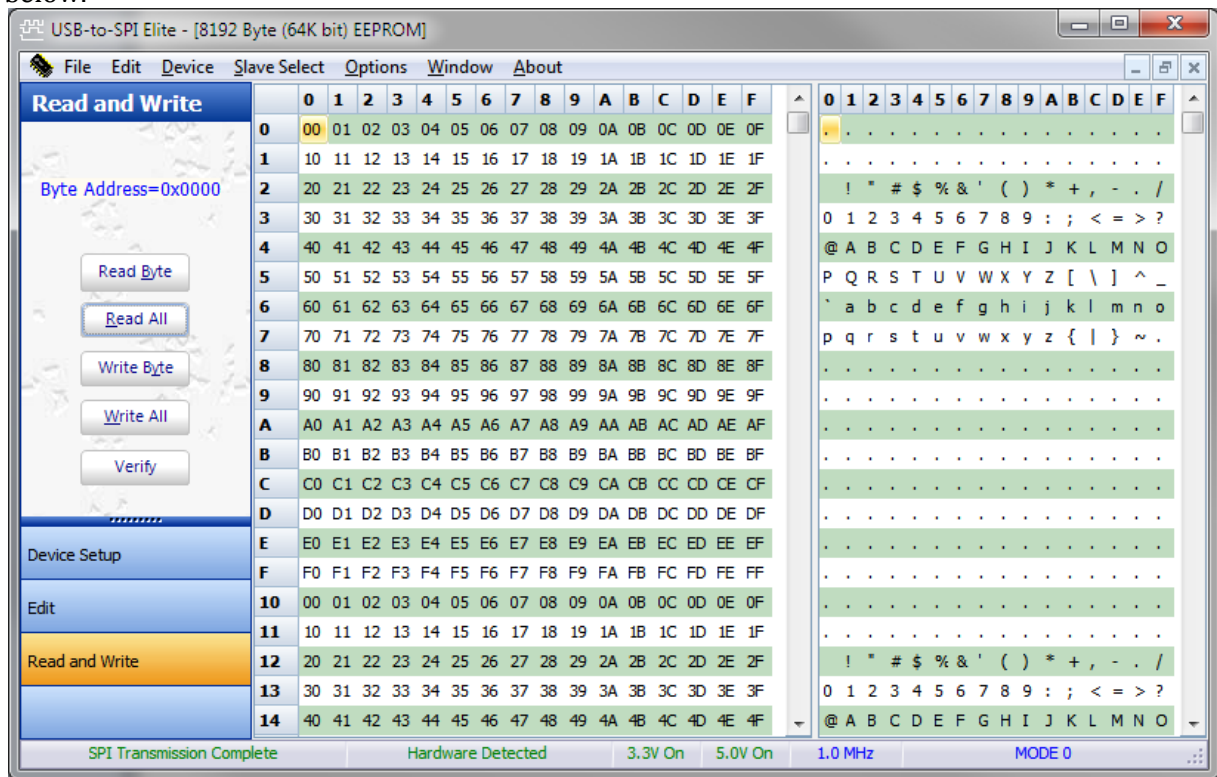 below.
USB-to-SPI Elite - [8192 Byte (64K bit) EEPROM]
File Edit Device Slave Select Options Window About
Read and Write
Byte Address=0x0000
Read Byte
Read All
Write Byte
Write All
Verify
Device Setup
Edit
Read and Write
0 1 2 3 4 5 6 7 8 9 A B C D E F
0 00 01 02 03 04 05 06 07 08 09 0A 0B 0C 0D 0E 0F
1 10 11 12 13 14 15 16 17 18 19 1A 1B 1C 1D 1E 1F
2 20 21 22 23 24 25 26 27 28 29 2A 2B 2C 2D 2E 2F
3 30 31 32 33 34 35 36 37 38 39 3A 3B 3C 3D 3E 3F
4 40 41 42 43 44 45 46 47 48 49 4A 4B 4C 4D 4E 4F
5 50 51 52 53 54 55 56 57 58 59 5A 5B 5C 5D 5E 5F
6 60 61 62 63 64 65 66 67 68 69 6A 6B 6C 6D 6E 6F
7 70 71 72 73 74 75 76 77 78 79 7A 7B 7C 7D 7E 7F
8 80 81 82 83 84 85 86 87 88 89 8A 8B 8C 8D 8E 8F
9 90 91 92 93 94 95 96 97 98 99 9A 9B 9C 9D 9E 9F
A A0 A1 A2 A3 A4 A5 A6 A7 A8 A9 AA AB AC AD AE AF
B B0 B1 B2 B3 B4 B5 B6 B7 B8 B9 BA BB BC BD BE BF
C C0 C1 C2 C3 C4 C5 C6 C7 C8 C9 CA CB CC CD CE CF
D D0 D1 D2 D3 D4 D5 D6 D7 D8 D9 DA DB DC DD DE DF
E E0 E1 E2 E3 E4 E5 E6 E7 E8 E9 EA EB EC ED EE EF
F F0 F1 F2 F3 F4 F5 F6 F7 F8 F9 FA FB FC FD FE FF
10 00 01 02 03 04 05 06 07 08 09 0A 0B 0C 0D 0E 0F
11 10 11 12 13 14 15 16 17 18 19 1A 1B 1C 1D 1E 1F
12 20 21 22 23 24 25 26 27 28 29 2A 2B 2C 2D 2E 2F
13 30 31 32 33 34 35 36 37 38 39 3A 3B 3C 3D 3E 3F
14 40 41 42 43 44 45 46 47 48 49 4A 4B 4C 4D 4E 4F
0 1 2 3 4 5 6 7 8 9 A B C D E F
. . . . . . . . . . . . . . . .
. . . . . . . . . . . . . . . .
! " # $ % & ' ( ) * + , - . /
0 1 2 3 4 5 6 7 8 9 : ; < = > ?
@ A B C D E F G H I J K L M N O
P Q R S T U V W X Y Z [ \ ] ^ _
` a b c d e f g h i j k l m n o
p q r s t u v w x y z { | } ~ .
. . . . . . . . . . . . . . . .
. . . . . . . . . . . . . . . .
. . . . . . . . . . . . . . . .
. . . . . . . . . . . . . . . .
. . . . . . . . . . . . . . . .
. . . . . . . . . . . . . . . .
. . . . . . . . . . . . . . . .
. . . . . . . . . . . . . . . .
. . . . . . . . . . . . . . . .
. . . . . . . . . . . . . . . .
! " # $ % & ' ( ) * + , - . /
0 1 2 3 4 5 6 7 8 9 : ; < = > ?
@ A B C D E F G H I J K L M N O
SPI Transmission Complete Hardware Detected 3.3V On 5.0V On 1.0 MHz MODE 0